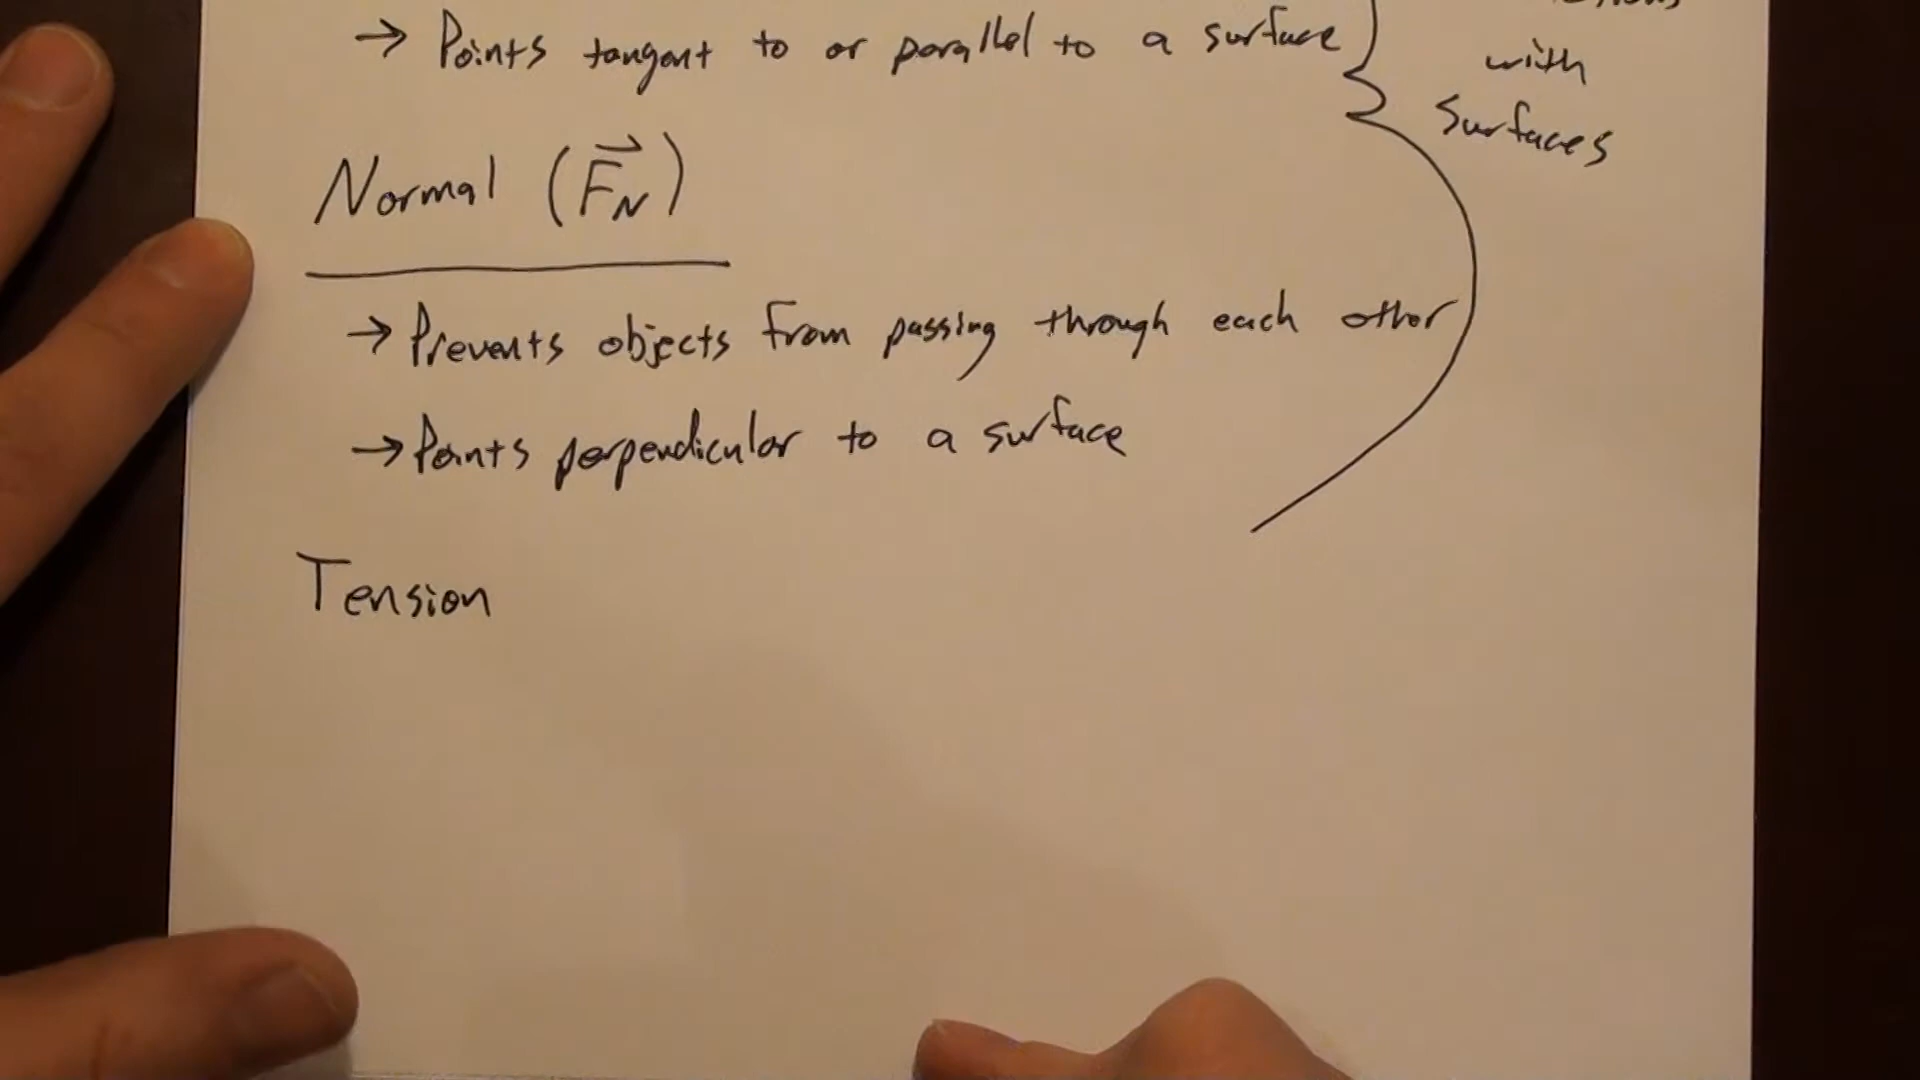 → Points tangent to or parallel to a surface
with
Surfaces
Normal (F⃗N)
→ Prevents objects from passing through each other
→ Points perpendicular to a surface
Tension